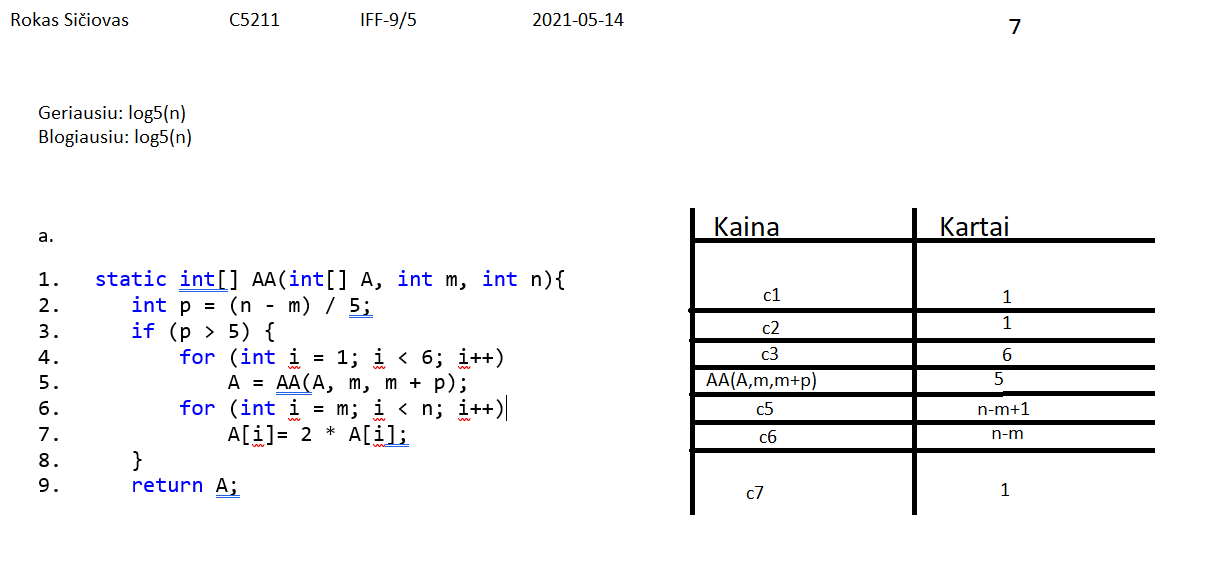 Rokas Sičiovas C5211 IFF-9/5 2021-05-14 7
Geriausiu: log5(n)
Blogiausiu: log5(n)
a.
1. static int[] AA(int[] A, int m, int n){
2. int p = (n - m) / 5;
3. if (p > 5) {
4. for (int i = 1; i < 6; i++)
5. A = AA(A, m, m + p);
6. for (int i = m; i < n; i++)
7. A[i]= 2 * A[i];
8. }
9. return A;
Kaina Kartai
c1 1
c2 1
c3 6
AA(A,m,m+p) 5
c5 n-m+1
c6 n-m
c7 1